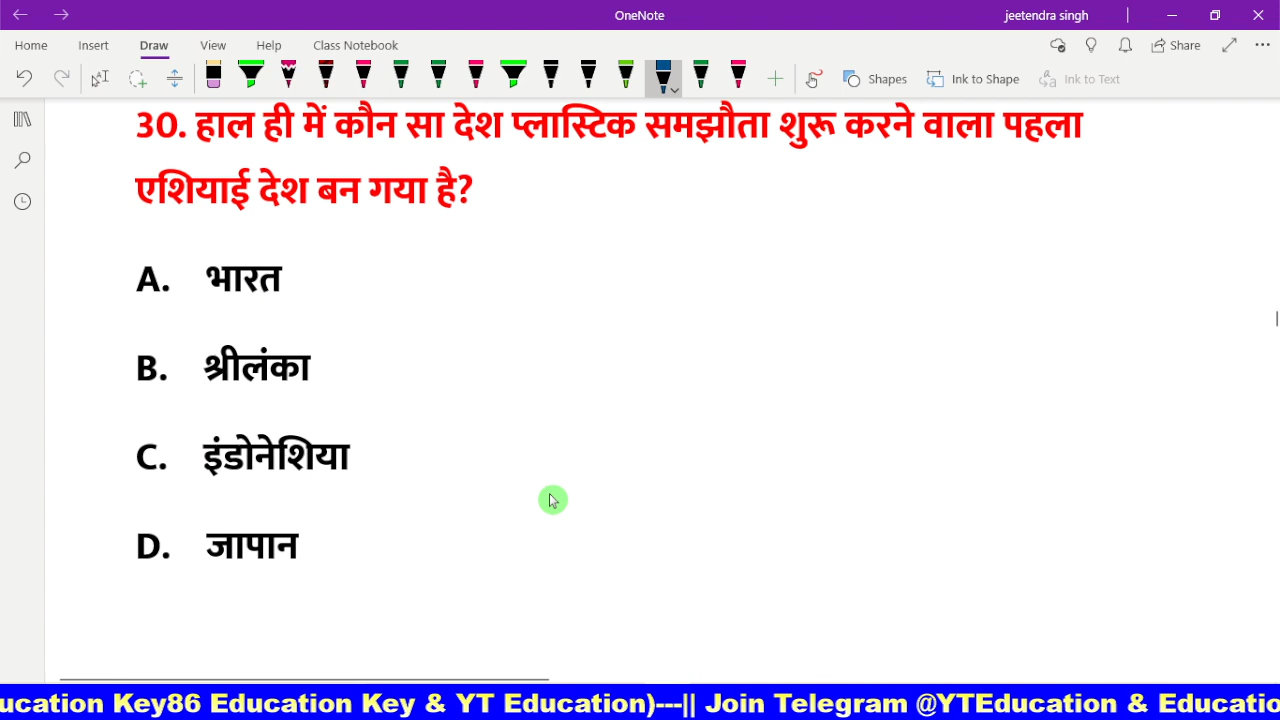 OneNote
jeetendra singh
Home Insert Draw View Help Class Notebook
Share
Shapes Ink to Shape Ink to Text
30. हाल ही में कौन सा देश प्लास्टिक समझौता शुरू करने वाला पहला
एशियाई देश बन गया है?
A. भारत
B. श्रीलंका
C. इंडोनेशिया
D. जापान
ucation Key86 Education Key & YT Education)---|| Join Telegram @YTEducation & Educatio